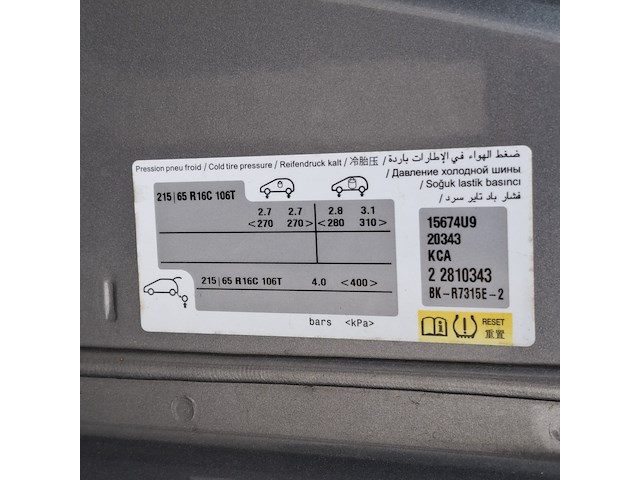 Pression pneu froid / Cold tire pressure / Reifendruck kalt / 冷胎压 / ضغط الهواء في الإطارات باردة
/ Давление холодной шины
/ Soğuk lastik basıncı
/ فشار باد تایر سرد
215|65 R16C 106T
2.7 2.7 2.8 3.1
<270 270> <280 310>
215|65 R16C 106T 4.0 <400>
bars <kPa>
15674U9
20343
KCA
2 2810343
BK-R7315E-2
RESET
重置